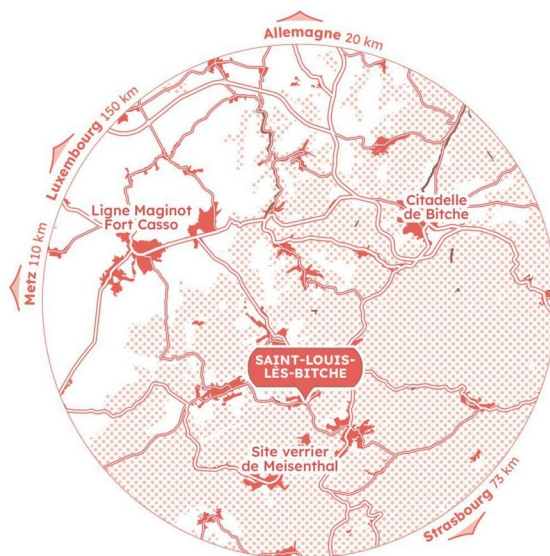 Allemagne 20 km
Luxembourg 150 km
Metz 110 km
Ligne Maginot
Fort Casso
Citadelle
de Bitche
SAINT-LOUIS-
LÈS-BITCHE
Site verrier
de Meisenthal
Strasbourg 73 km